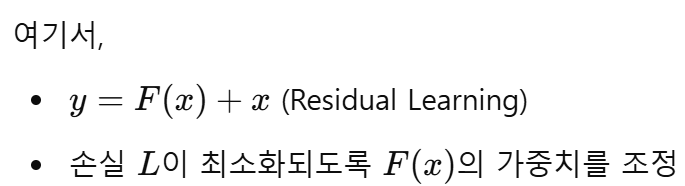 여기서,
• y = F(x) + x (Residual Learning)
• 손실 L이 최소화되도록 F(x)의 가중치를 조정